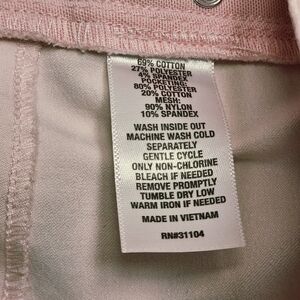 69% COTTON
27% POLYESTER
4% SPANDEX
POCKETING:
80% POLYESTER
20% COTTON
MESH:
90% NYLON
10% SPANDEX
WASH INSIDE OUT
MACHINE WASH COLD
SEPARATELY
GENTLE CYCLE
ONLY NON-CHLORINE
BLEACH IF NEEDED
REMOVE PROMPTLY
TUMBLE DRY LOW
WARM IRON IF NEEDED
MADE IN VIETNAM
RN#31104